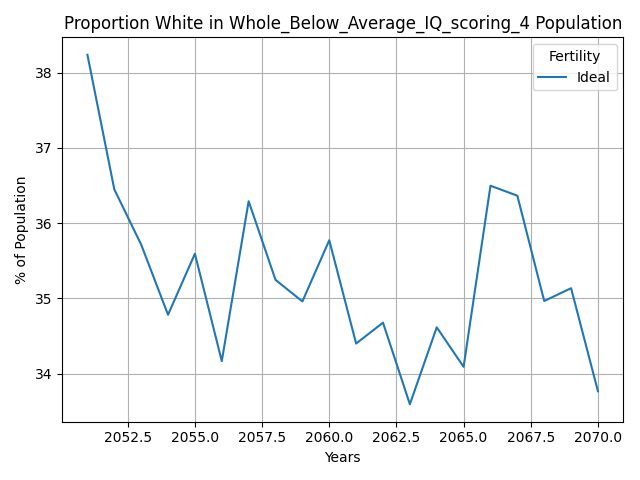 Proportion White in Whole_Below_Average_IQ_scoring_4 Population
Fertility
Ideal
38
37
36
35
34
% of Population
2052.5 2055.0 2057.5 2060.0 2062.5 2065.0 2067.5 2070.0
Years